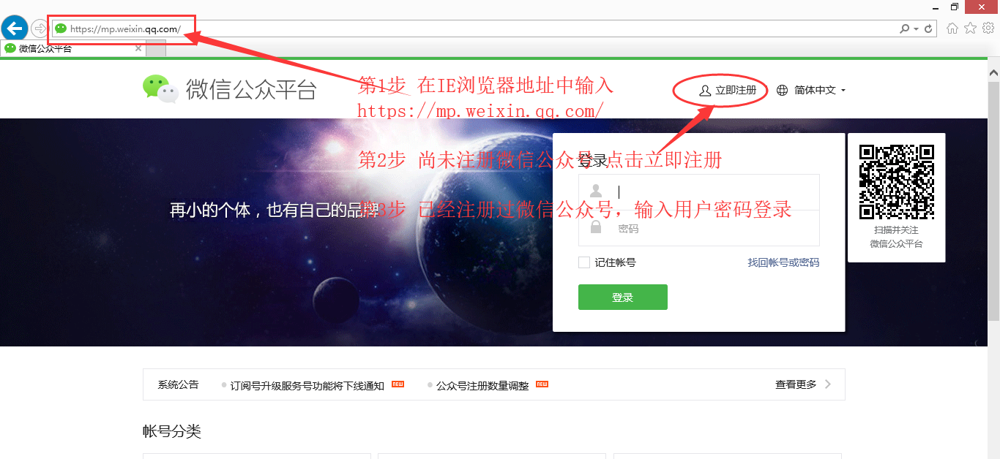 https://mp.weixin.qq.com/
微信公众平台
微信公众平台
第1步 在IE浏览器地址中输入
https://mp.weixin.qq.com/
立即注册
简体中文
登录
第2步 尚未注册微信公众号 点击立即注册
再小的个体，也有自己的品牌
第3步 已经注册过微信公众号，输入用户密码登录
密码
扫描并关注
微信公众平台
记住帐号
找回帐号或密码
登录
系统公告
订阅号升级服务号功能将下线通知 NEW
公众号注册数量调整 NEW
查看更多
帐号分类